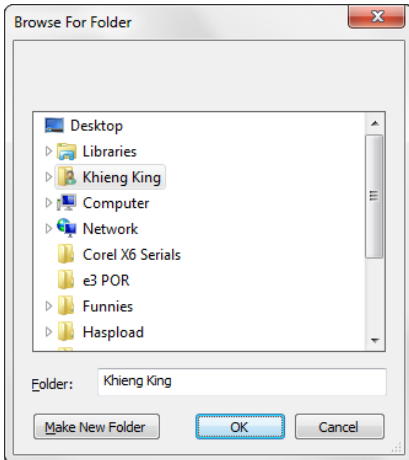 Browse For Folder
Desktop
Libraries
Khieng King
Computer
Network
Corel X6 Serials
e3 POR
Funnies
Haspload
Folder: Khieng King
Make New Folder OK Cancel